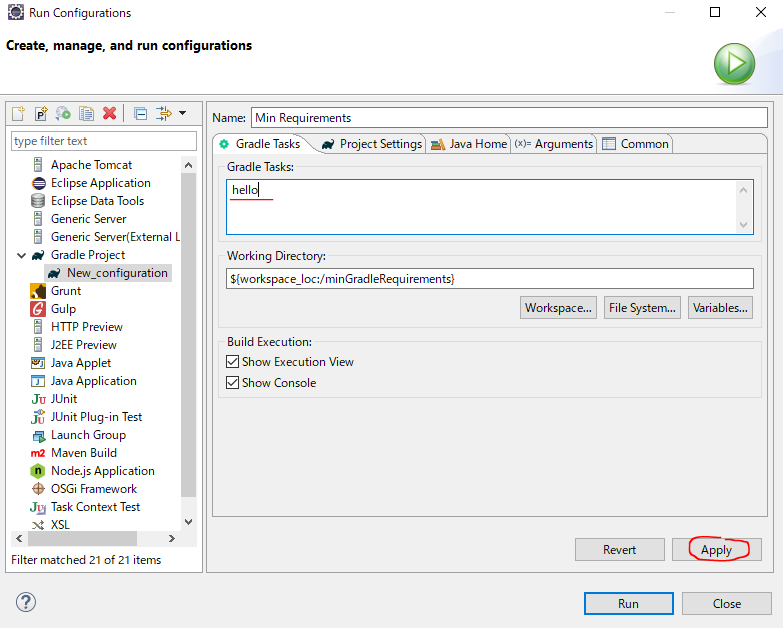 Run Configurations
Create, manage, and run configurations
type filter text
Apache Tomcat
Eclipse Application
Eclipse Data Tools
Generic Server
Generic Server(External L
Gradle Project
New_configuration
Grunt
Gulp
HTTP Preview
J2EE Preview
Java Applet
Java Application
JUnit
JUnit Plug-in Test
Launch Group
Maven Build
Node.js Application
OSGi Framework
Task Context Test
XSL
Filter matched 21 of 21 items
Name: Min Requirements
Gradle Tasks Project Settings Java Home (x)= Arguments Common
Gradle Tasks:
hello
Working Directory:
${workspace_loc:/minGradleRequirements}
Workspace... File System... Variables...
Build Execution:
Show Execution View
Show Console
Revert Apply
Run Close